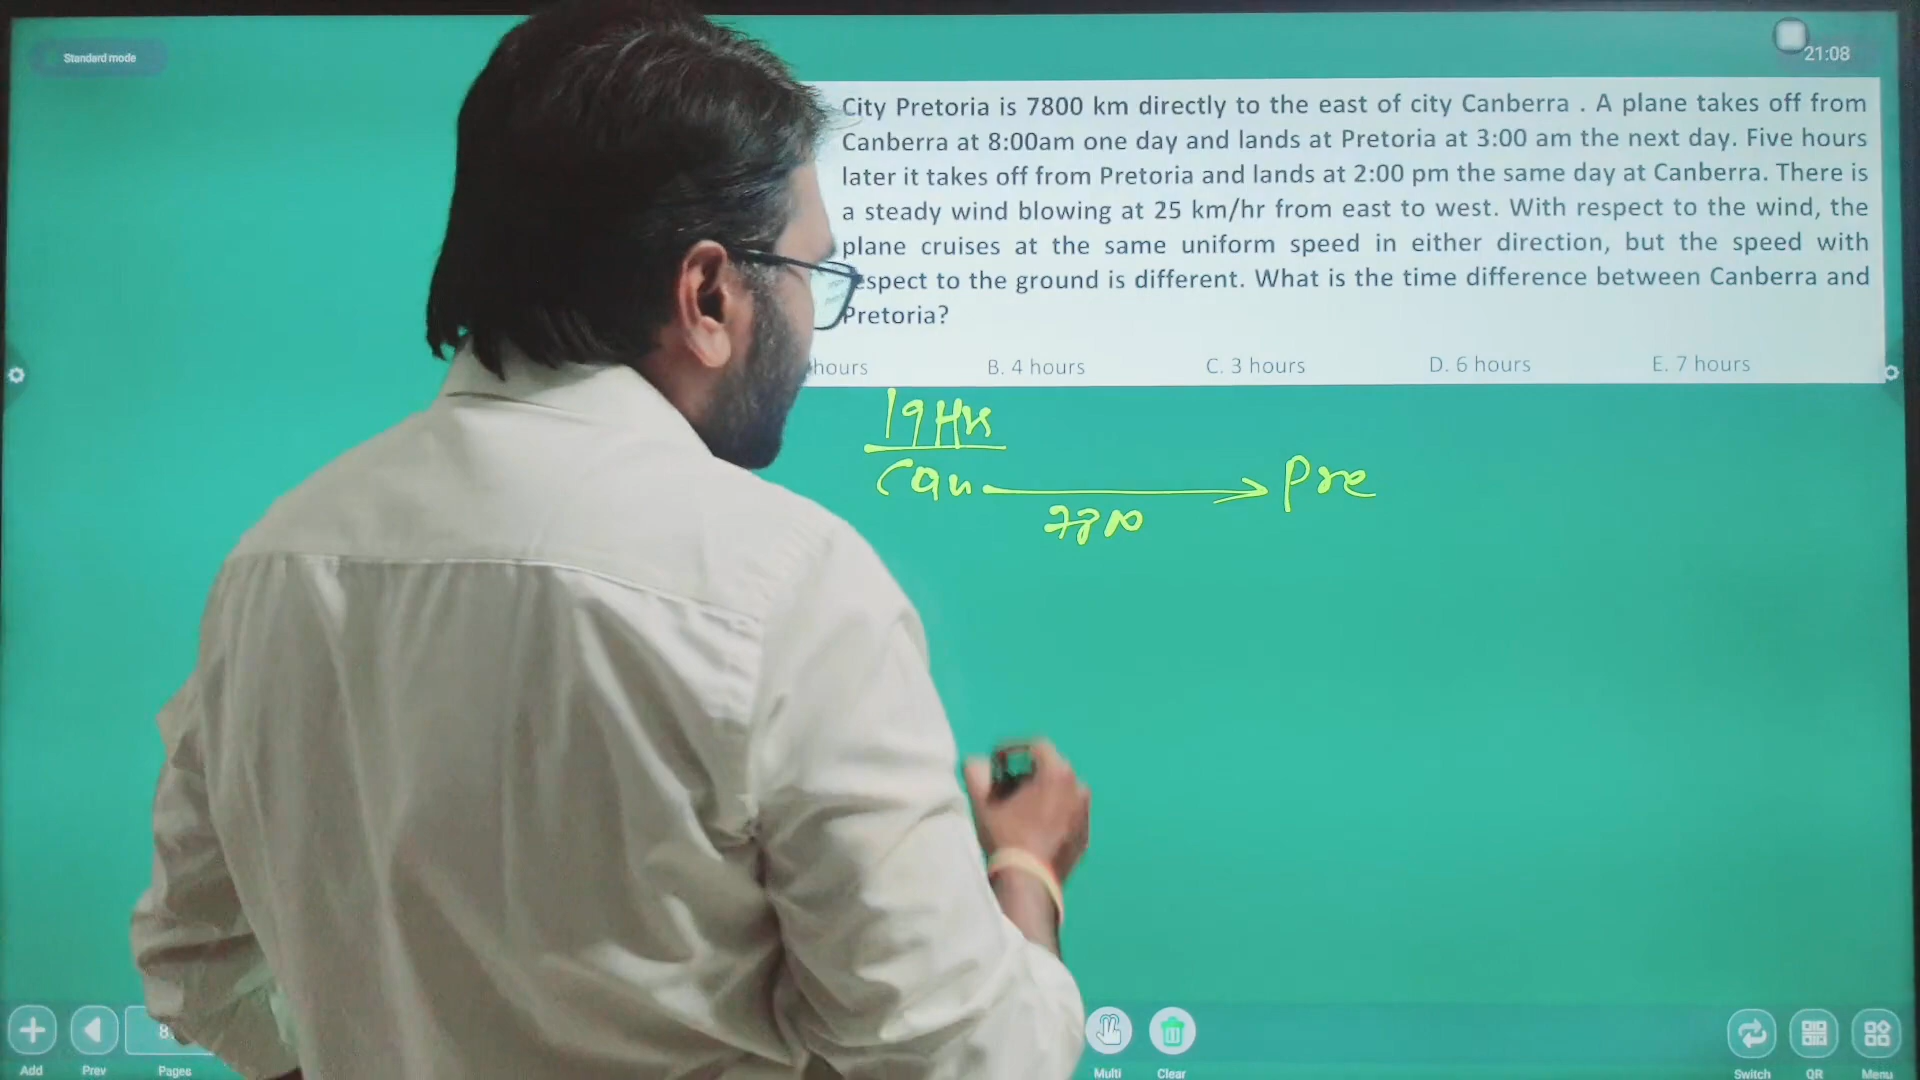 Standard mode
21:08
City Pretoria is 7800 km directly to the east of city Canberra . A plane takes off from
Canberra at 8:00am one day and lands at Pretoria at 3:00 am the next day. Five hours
later it takes off from Pretoria and lands at 2:00 pm the same day at Canberra. There is
a steady wind blowing at 25 km/hr from east to west. With respect to the wind, the
plane cruises at the same uniform speed in either direction, but the speed with
espect to the ground is different. What is the time difference between Canberra and
Pretoria?
hours B. 4 hours C. 3 hours D. 6 hours E. 7 hours
19 Hrs
Can Pre
7800
8
Add Prev Pages Multi Clear Switch QR Menu